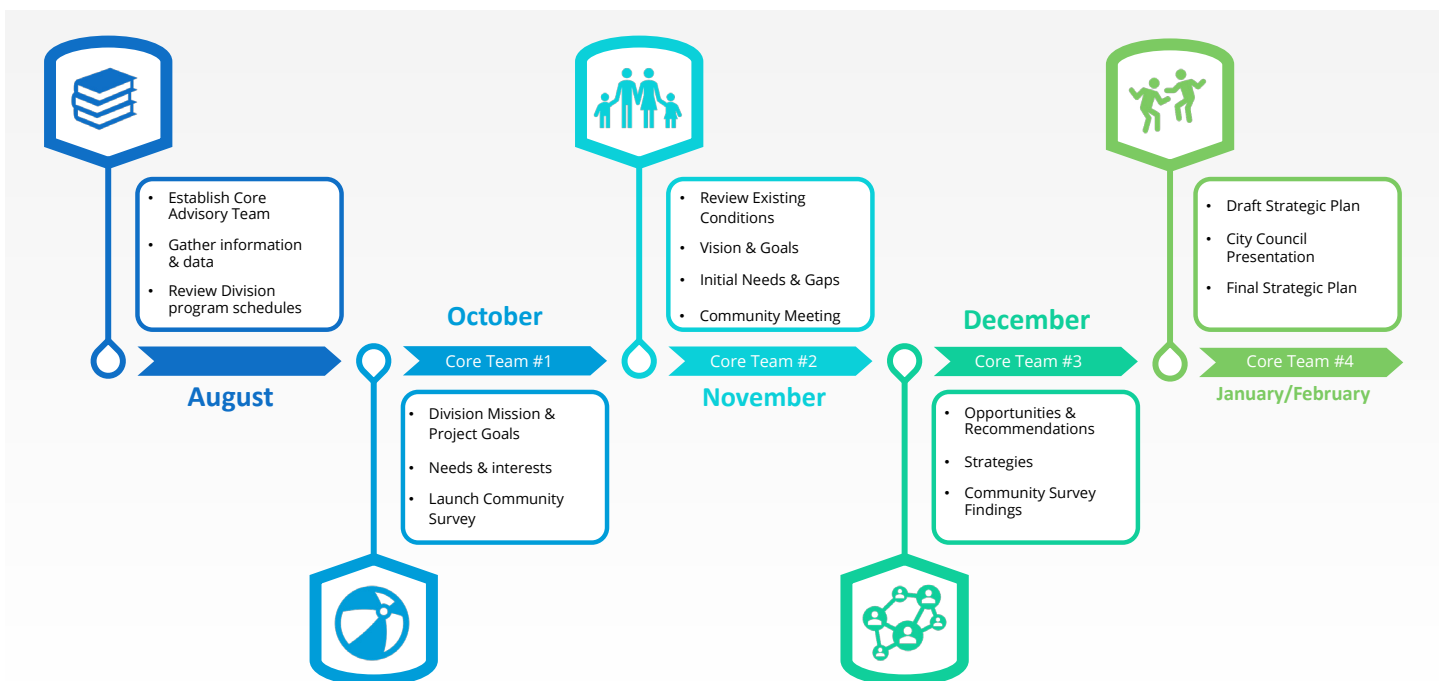 • Establish Core
Advisory Team
• Gather information
& data
• Review Division
program schedules
August
October
Core Team #1
• Division Mission &
Project Goals
• Needs & interests
• Launch Community
Survey
• Review Existing
Conditions
• Vision & Goals
• Initial Needs & Gaps
• Community Meeting
Core Team #2
November
December
Core Team #3
• Opportunities &
Recommendations
• Strategies
• Community Survey
Findings
• Draft Strategic Plan
• City Council
Presentation
• Final Strategic Plan
Core Team #4
January/February